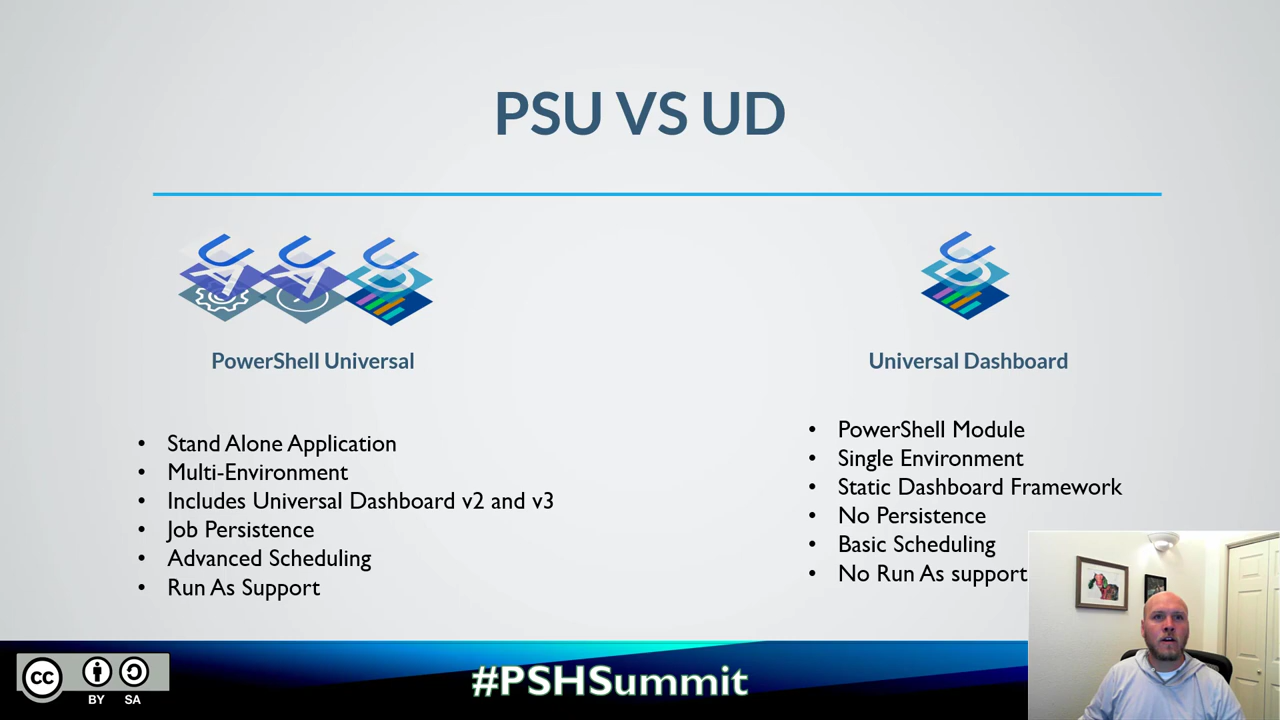 PSU VS UD
PowerShell Universal
• Stand Alone Application
• Multi-Environment
• Includes Universal Dashboard v2 and v3
• Job Persistence
• Advanced Scheduling
• Run As Support
Universal Dashboard
• PowerShell Module
• Single Environment
• Static Dashboard Framework
• No Persistence
• Basic Scheduling
• No Run As support
cc
BY SA
#PSHSummit